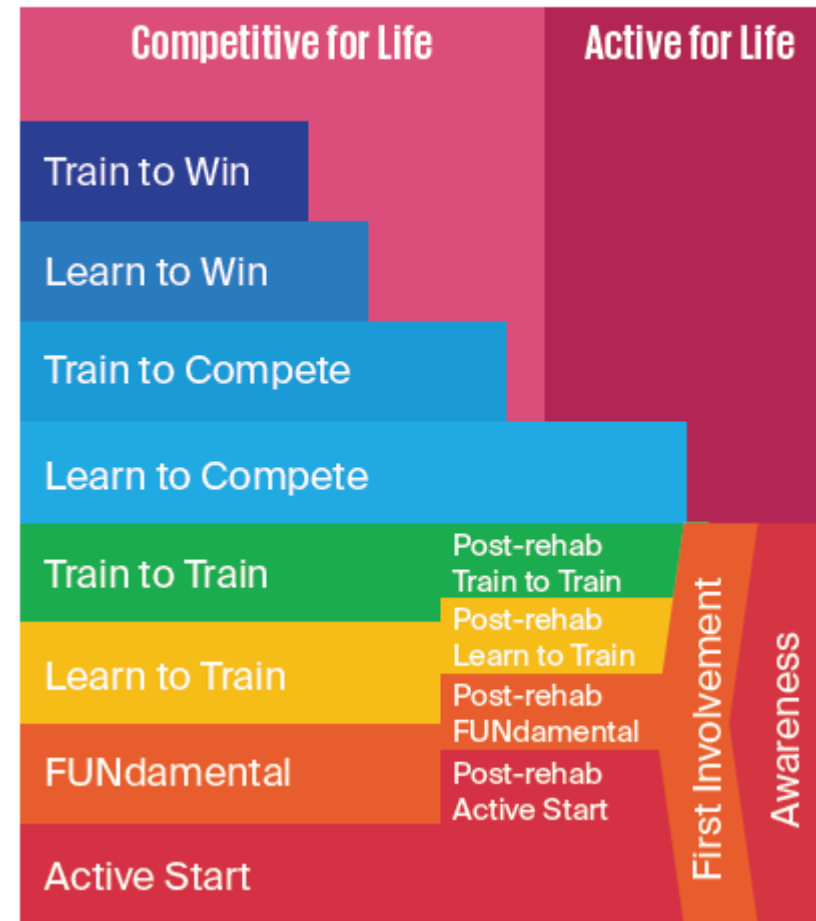 Competitive for Life
Active for Life
Train to Win
Learn to Win
Train to Compete
Learn to Compete
Train to Train
Post-rehab
Train to Train
Learn to Train
Post-rehab
Learn to Train
FUNdamental
Post-rehab
FUNdamental
Active Start
Post-rehab
Active Start
First Involvement
Awareness